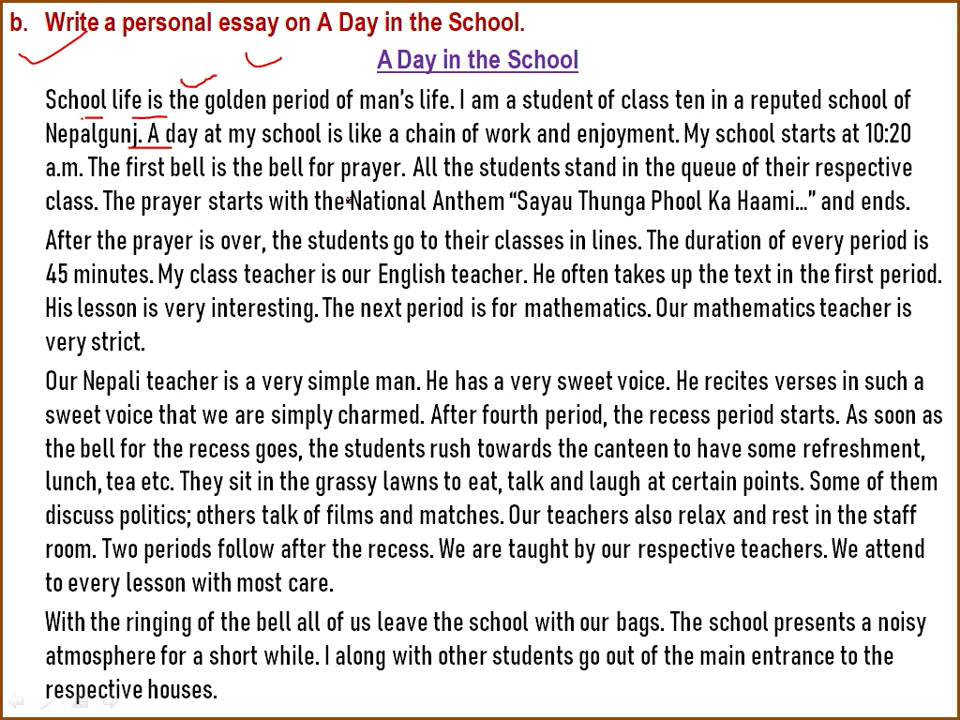 b. Write a personal essay on A Day in the School.
A Day in the School
School life is the golden period of man's life. I am a student of class ten in a reputed school of
Nepalgunj. A day at my school is like a chain of work and enjoyment. My school starts at 10:20
a.m. The first bell is the bell for prayer. All the students stand in the queue of their respective
class. The prayer starts with the National Anthem “Sayau Thunga Phool Ka Haami...” and ends.
After the prayer is over, the students go to their classes in lines. The duration of every period is
45 minutes. My class teacher is our English teacher. He often takes up the text in the first period.
His lesson is very interesting. The next period is for mathematics. Our mathematics teacher is
very strict.
Our Nepali teacher is a very simple man. He has a very sweet voice. He recites verses in such a
sweet voice that we are simply charmed. After fourth period, the recess period starts. As soon as
the bell for the recess goes, the students rush towards the canteen to have some refreshment,
lunch, tea etc. They sit in the grassy lawns to eat, talk and laugh at certain points. Some of them
discuss politics; others talk of films and matches. Our teachers also relax and rest in the staff
room. Two periods follow after the recess. We are taught by our respective teachers. We attend
to every lesson with most care.
With the ringing of the bell all of us leave the school with our bags. The school presents a noisy
atmosphere for a short while. I along with other students go out of the main entrance to the
respective houses.